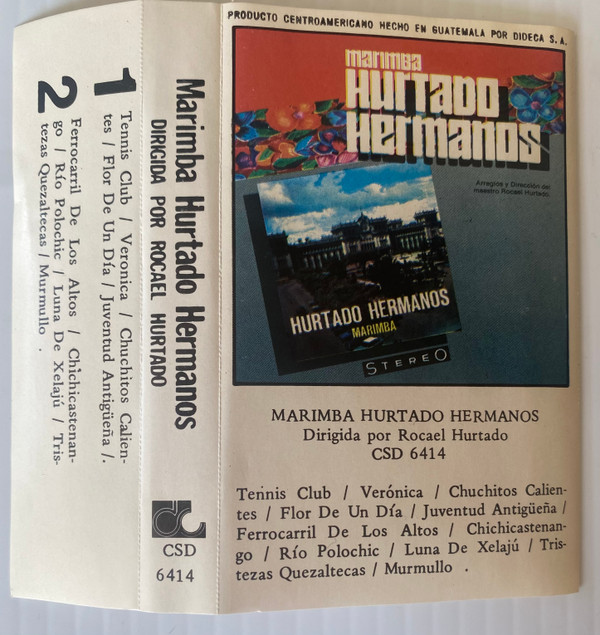 1
Tennis Club / Veronica / Chuchitos Calien-
tes / Flor De Un Día / Juventud Antigüeña /.
2
Ferrocarril De Los Altos / Chichicastenan-
go / Río Polochic / Luna De Xelajú / Tris-
tezas Quezaltecas / Murmullo .
Marimba Hurtado Hermanos
DIRIGIDA POR ROCAEL HURTADO
CSD
6414
PRODUCTO CENTROAMERICANO HECHO EN GUATEMALA POR DIDECA S.A.
marimba
HURTADO
Hermanos
Arreglos y Dirección del
maestro Rocael Hurtado
HURTADO HERMANOS
MARIMBA
STEREO
MARIMBA HURTADO HERMANOS
Dirigida por Rocael Hurtado
CSD 6414
Tennis Club / Verónica / Chuchitos Calien-
tes / Flor De Un Día / Juventud Antigüeña /
Ferrocarril De Los Altos / Chichicastenan-
go / Río Polochic / Luna De Xelajú / Tris-
tezas Quezaltecas / Murmullo .